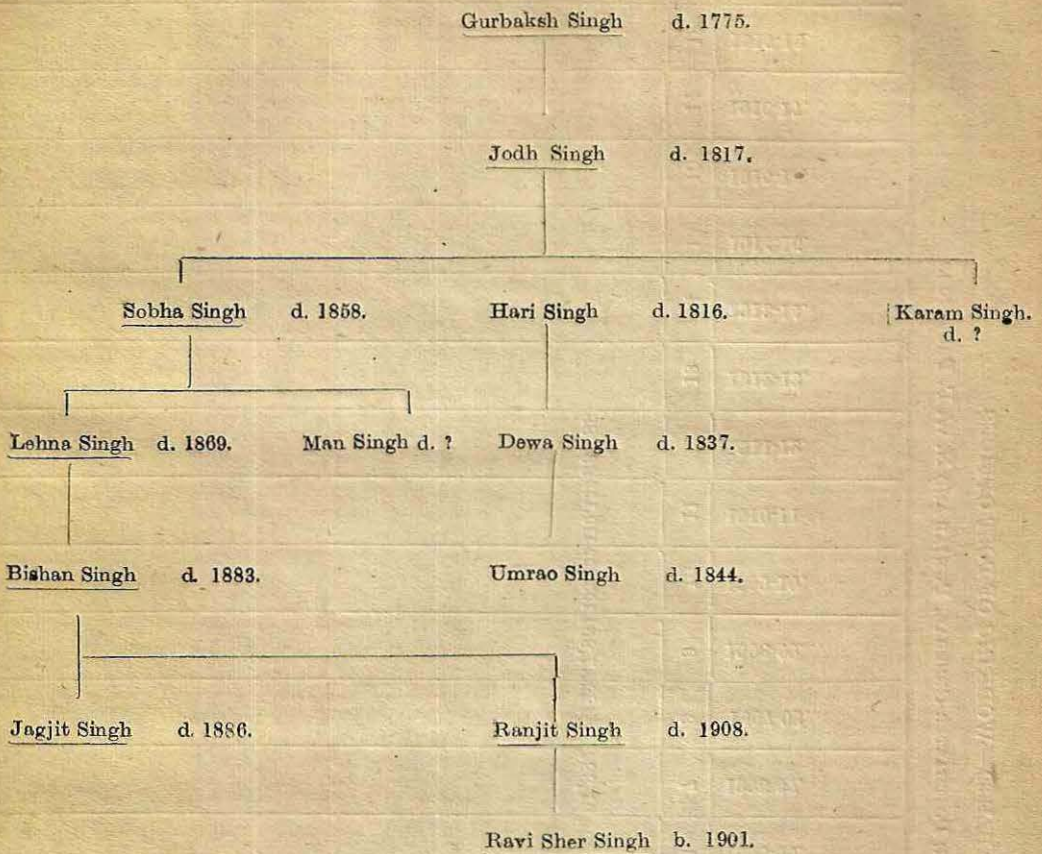 Gurbaksh Singh d. 1775.
Jodh Singh d. 1817.
Sobha Singh d. 1858. Hari Singh d. 1816. Karam Singh.
d. ?
Lehna Singh d. 1869. Man Singh d. ? Dewa Singh d. 1837.
Bishan Singh d. 1883. Umrao Singh d. 1844.
Jagjit Singh d. 1886. Ranjit Singh d. 1908.
Ravi Sher Singh b. 1901.